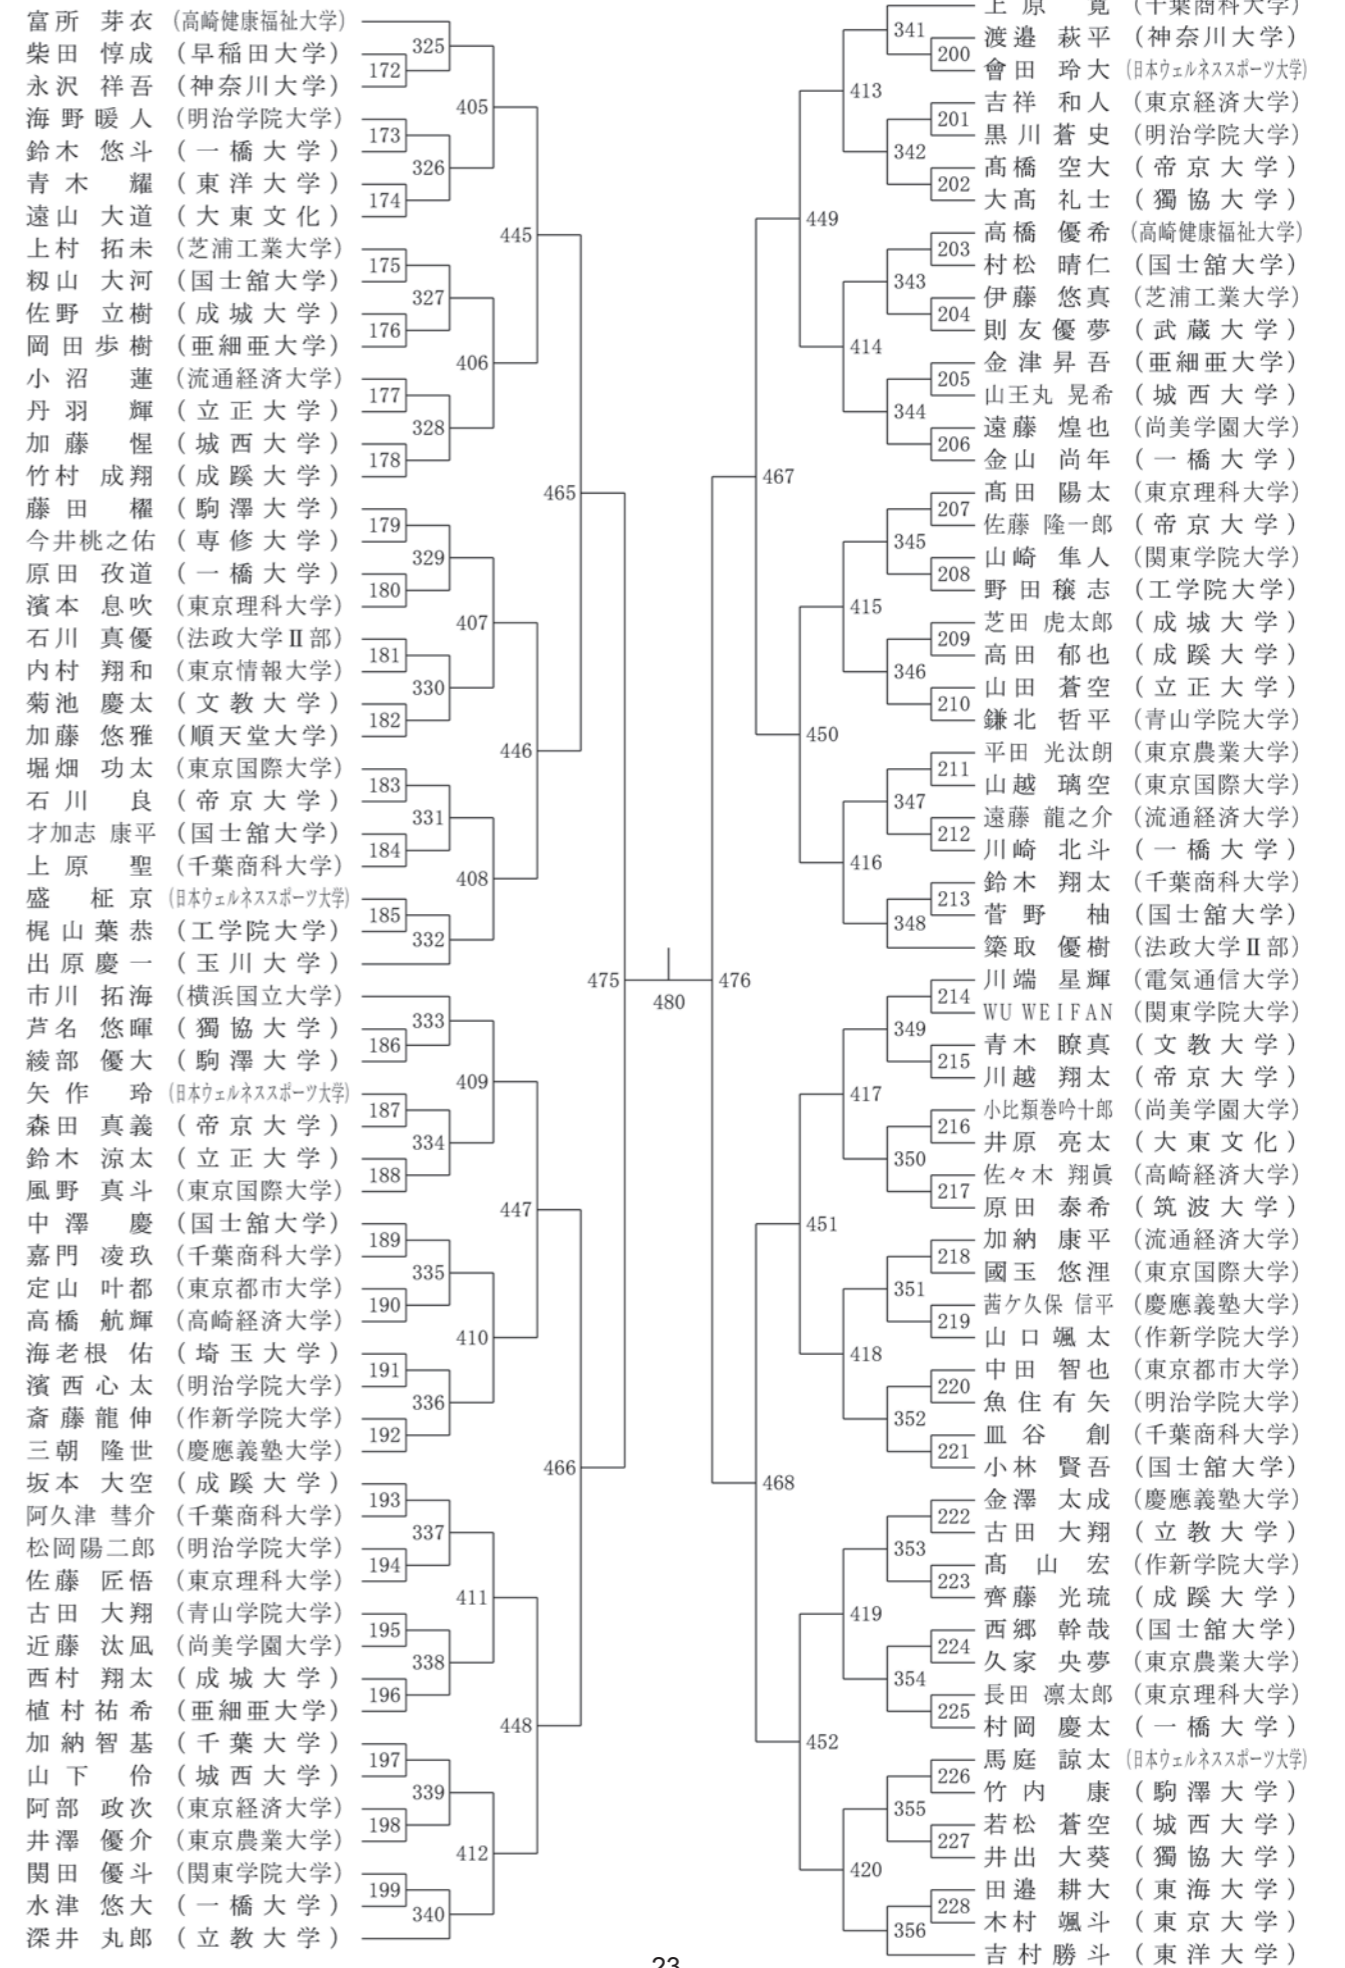 富所 芽衣 (高崎健康福祉大学)
柴田 惇成 (早稲田大学)
永沢 祥吾 (神奈川大学)
海野暖人 (明治学院大学)
鈴木 悠斗 (一橋大学)
青木 耀 (東洋大学)
遠山 大道 (大東文化)
上村 拓未 (芝浦工業大学)
籾山 大河 (国士舘大学)
佐野 立樹 (成城大学)
岡田歩樹 (亜細亜大学)
小沼 蓮 (流通経済大学)
丹羽 輝 (立正大学)
加藤 惺 (城西大学)
竹村 成翔 (成蹊大学)
藤田 櫂 (駒澤大学)
今井桃之佑 (専修大学)
原田 孜道 (一橋大学)
濱本 息吹 (東京理科大学)
石川 真優 (法政大学Ⅱ部)
内村 翔和 (東京情報大学)
菊池 慶太 (文教大学)
加藤 悠雅 (順天堂大学)
堀畑 功太 (東京国際大学)
石川 良 (帝京大学)
才加志 康平 (国士舘大学)
上原 聖 (千葉商科大学)
盛 柾京 (日本ウェルネススポーツ大学)
梶山葉恭 (工学院大学)
出原慶一 (玉川大学)
市川 拓海 (横浜国立大学)
芦名 悠暉 (獨協大学)
綾部 優大 (駒澤大学)
矢作 玲 (日本ウェルネススポーツ大学)
森田 真義 (帝京大学)
鈴木 涼太 (立正大学)
風野 真斗 (東京国際大学)
中澤 慶 (国士舘大学)
嘉門 凌玖 (千葉商科大学)
定山 叶都 (東京都市大学)
高橋 航輝 (高崎経済大学)
海老根 佑 (埼玉大学)
濱西心太 (明治学院大学)
斎藤龍伸 (作新学院大学)
三朝 隆世 (慶應義塾大学)
坂本 大空 (成蹊大学)
阿久津 彗介 (千葉商科大学)
松岡陽二郎 (明治学院大学)
佐藤 匠悟 (東京理科大学)
古田 大翔 (青山学院大学)
近藤 汰凪 (尚美学園大学)
西村 翔太 (成城大学)
植村祐希 (亜細亜大学)
加納智基 (千葉大学)
山下 伶 (城西大学)
阿部 政次 (東京経済大学)
井澤 優介 (東京農業大学)
関田 優斗 (関東学院大学)
水津 悠大 (一橋大学)
深井 丸郎 (立教大学)
172
173
174
175
176
177
178
179
180
181
182
183
184
185
186
187
188
189
190
191
192
193
194
195
196
197
198
199
325
326
327
328
329
330
331
332
333
334
335
336
337
338
339
340
405
406
407
408
409
410
411
412
445
446
447
448
465
466
475
480
476
467
468
449
450
451
452
413
414
415
416
417
418
419
420
341
342
343
344
345
346
347
348
349
350
351
352
353
354
355
356
200
201
202
203
204
205
206
207
208
209
210
211
212
213
214
215
216
217
218
219
220
221
222
223
224
225
226
227
228
上原 寛 (千葉商科大学)
渡邉 萩平 (神奈川大学)
會田 玲大 (日本ウェルネススポーツ大学)
吉祥 和人 (東京経済大学)
黒川蒼史 (明治学院大学)
髙橋 空大 (帝京大学)
大髙 礼士 (獨協大学)
高橋 優希 (高崎健康福祉大学)
村松 晴仁 (国士舘大学)
伊藤 悠真 (芝浦工業大学)
則友優夢 (武蔵大学)
金津昇吾 (亜細亜大学)
山王丸 晃希 (城西大学)
遠藤 煌也 (尚美学園大学)
金山 尚年 (一橋大学)
髙田 陽太 (東京理科大学)
佐藤 隆一郎 (帝京大学)
山崎 隼人 (関東学院大学)
野田穣志 (工学院大学)
芝田 虎太郎 (成城大学)
高田 郁也 (成蹊大学)
山田 蒼空 (立正大学)
鎌北 哲平 (青山学院大学)
平田 光汰朗 (東京農業大学)
山越 璃空 (東京国際大学)
遠藤 龍之介 (流通経済大学)
川崎 北斗 (一橋大学)
鈴木 翔太 (千葉商科大学)
菅野 柚 (国士舘大学)
築取 優樹 (法政大学Ⅱ部)
川端 星輝 (電気通信大学)
WU WEIFAN (関東学院大学)
青木 瞭真 (文教大学)
川越 翔太 (帝京大学)
小比類巻吟十郎 (尚美学園大学)
井原 亮太 (大東文化)
佐々木 翔眞 (高崎経済大学)
原田 泰希 (筑波大学)
加納 康平 (流通経済大学)
國玉 悠浬 (東京国際大学)
茜ケ久保 信平 (慶應義塾大学)
山口颯太 (作新学院大学)
中田 智也 (東京都市大学)
魚住有矢 (明治学院大学)
皿谷 創 (千葉商科大学)
小林 賢吾 (国士舘大学)
金澤 太成 (慶應義塾大学)
古田 大翔 (立教大学)
髙山宏 (作新学院大学)
齊藤 光琉 (成蹊大学)
西郷 幹哉 (国士舘大学)
久家 央夢 (東京農業大学)
長田 凛太郎 (東京理科大学)
村岡 慶太 (一橋大学)
馬庭 諒太 (日本ウェルネススポーツ大学)
竹内 康 (駒澤大学)
若松 蒼空 (城西大学)
井出 大葵 (獨協大学)
田邉 耕大 (東海大学)
木村 颯斗 (東京大学)
吉村勝斗 (東洋大学)
23